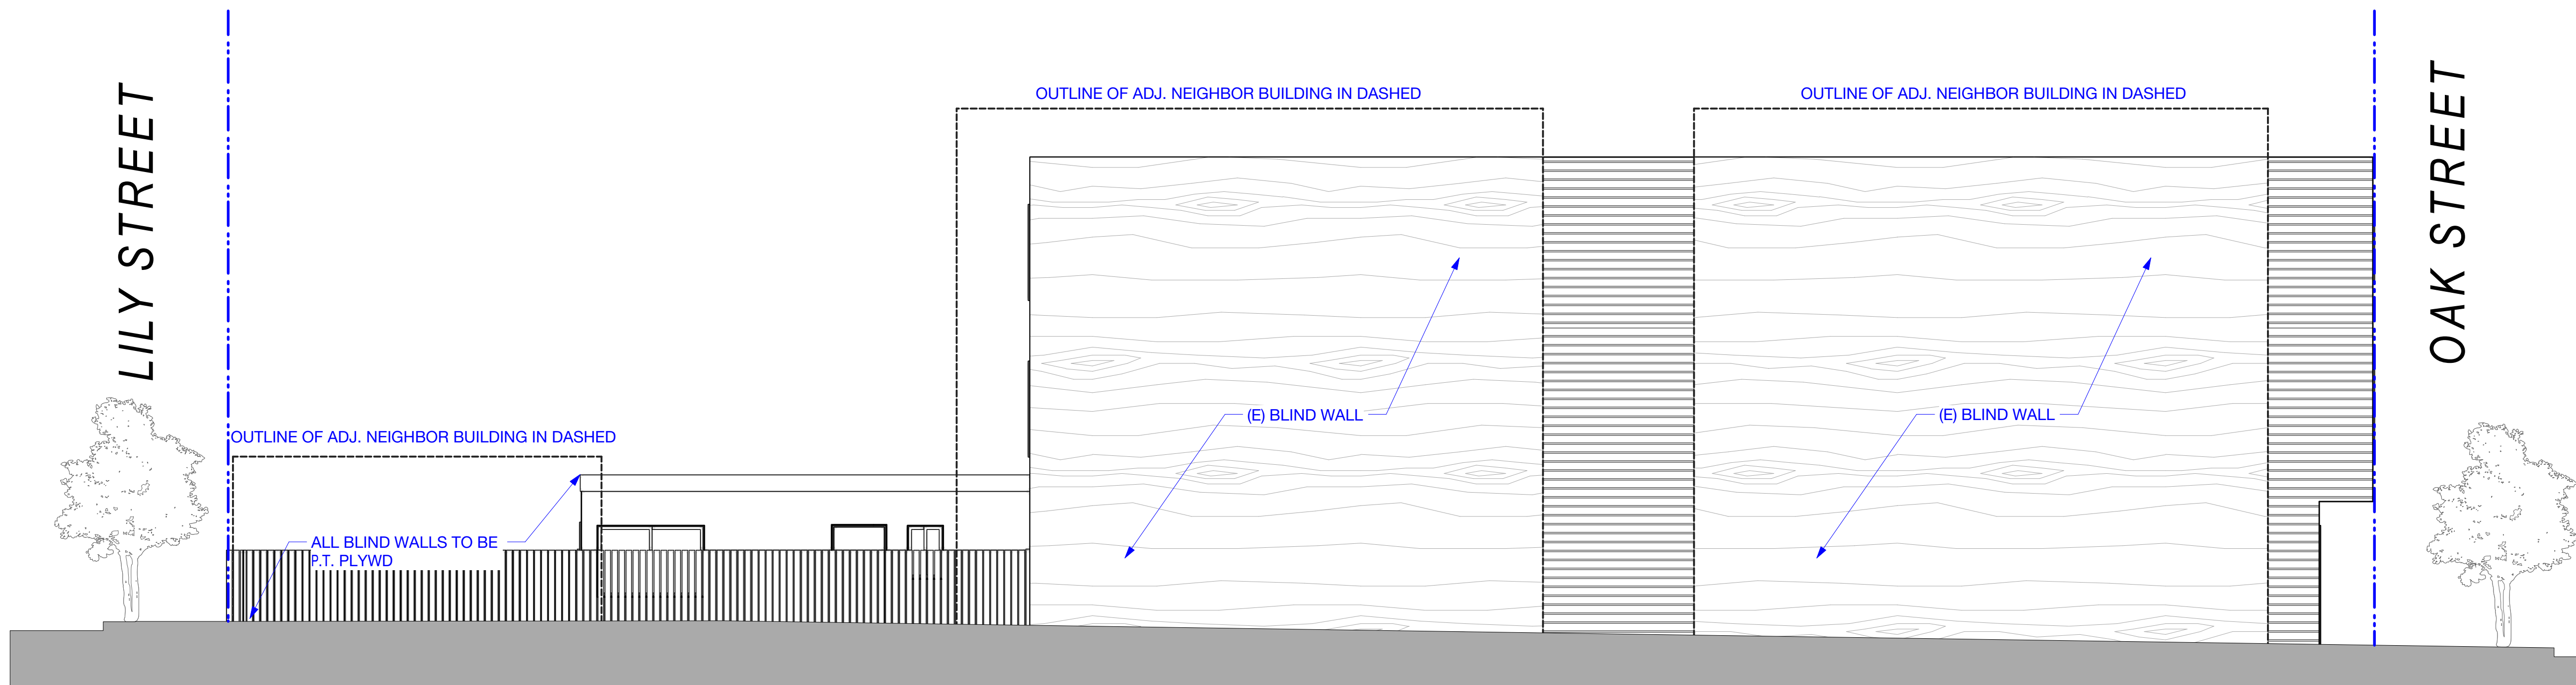 LILY STREET
OUTLINE OF ADJ. NEIGHBOR BUILDING IN DASHED
OUTLINE OF ADJ. NEIGHBOR BUILDING IN DASHED
OAK STREET
(E) BLIND WALL
(E) BLIND WALL
OUTLINE OF ADJ. NEIGHBOR BUILDING IN DASHED
ALL BLIND WALLS TO BE
P.T. PLYWD